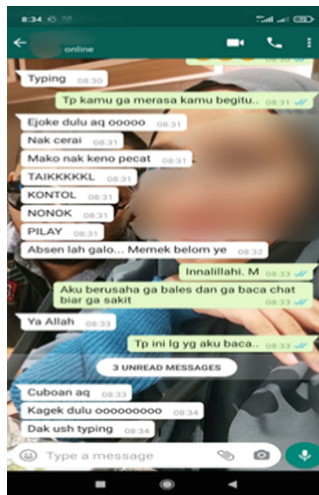 8:34
online
08:30
Typing 08:30
Tp kamu ga merasa kamu begitu.. 08:31
Ejoke dulu aq ooooo 08:31
Nak cerai 08:31
Mako nak keno pecat 08:31
TAIKKKKKL 08:31
KONTOL 08:31
NONOK 08:31
PILAY 08:31
Absen lah galo... Memek belom ye 08:32
Innalillahi. M 08:33
Aku berusaha ga bales dan ga baca chat
biar ga sakit 08:33
Ya Allah 08:33
Tp ini lg yg aku baca.. 08:33
3 UNREAD MESSAGES
Cuboan aq 08:33
Kagek dulu ooooooooo 08:34
Dak ush typing 08:34
Type a message